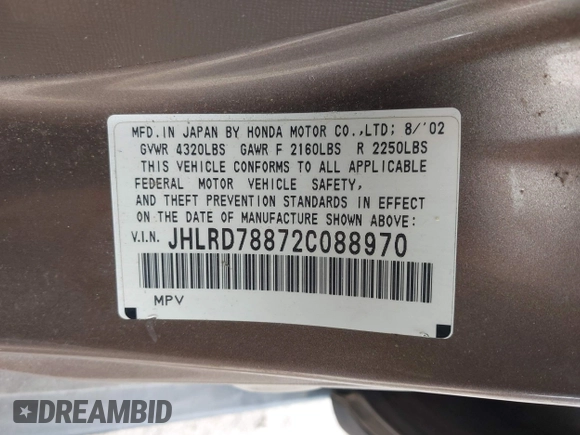 MFD. IN JAPAN BY HONDA MOTOR CO.,LTD; 8/'02
GVWR 4320LBS GAWR F 2160LBS R 2250LBS
THIS VEHICLE CONFORMS TO ALL APPLICABLE
FEDERAL MOTOR VEHICLE SAFETY,
AND THEFT PREVENTION STANDARDS IN EFFECT
ON THE DATE OF MANUFACTURE SHOWN ABOVE:
V.I.N. JHLRD78872C088970
MPV
DREAMBID